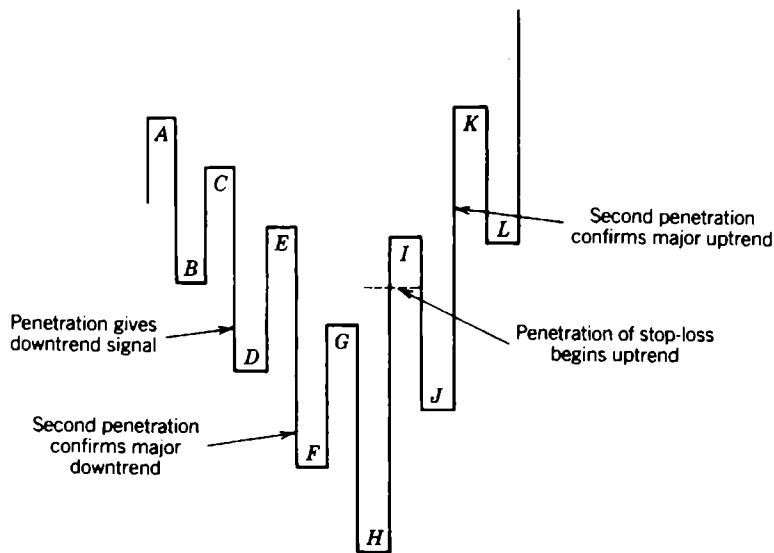 A
K
C
E
Second penetration
confirms major uptrend
L
I
B
Penetration gives
downtrend signal
Penetration of stop-loss
begins uptrend
G
D
J
Second penetration
confirms major
downtrend
F
H